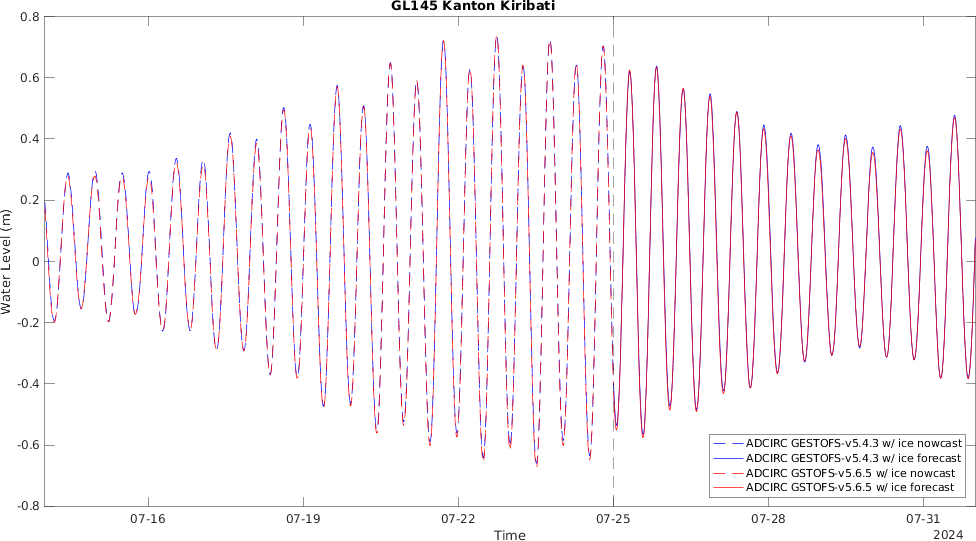 GL145 Kanton Kiribati
0.8
0.6
0.4
0.2
0
-0.2
-0.4
-0.6
-0.8
Water Level (m)
07-16
07-19
07-22
07-25
07-28
07-31
2024
Time
ADCIRC GESTOFS-v5.4.3 w/ ice nowcast
ADCIRC GESTOFS-v5.4.3 w/ ice forecast
ADCIRC GSTOFS-v5.6.5 w/ ice nowcast
ADCIRC GSTOFS-v5.6.5 w/ ice forecast